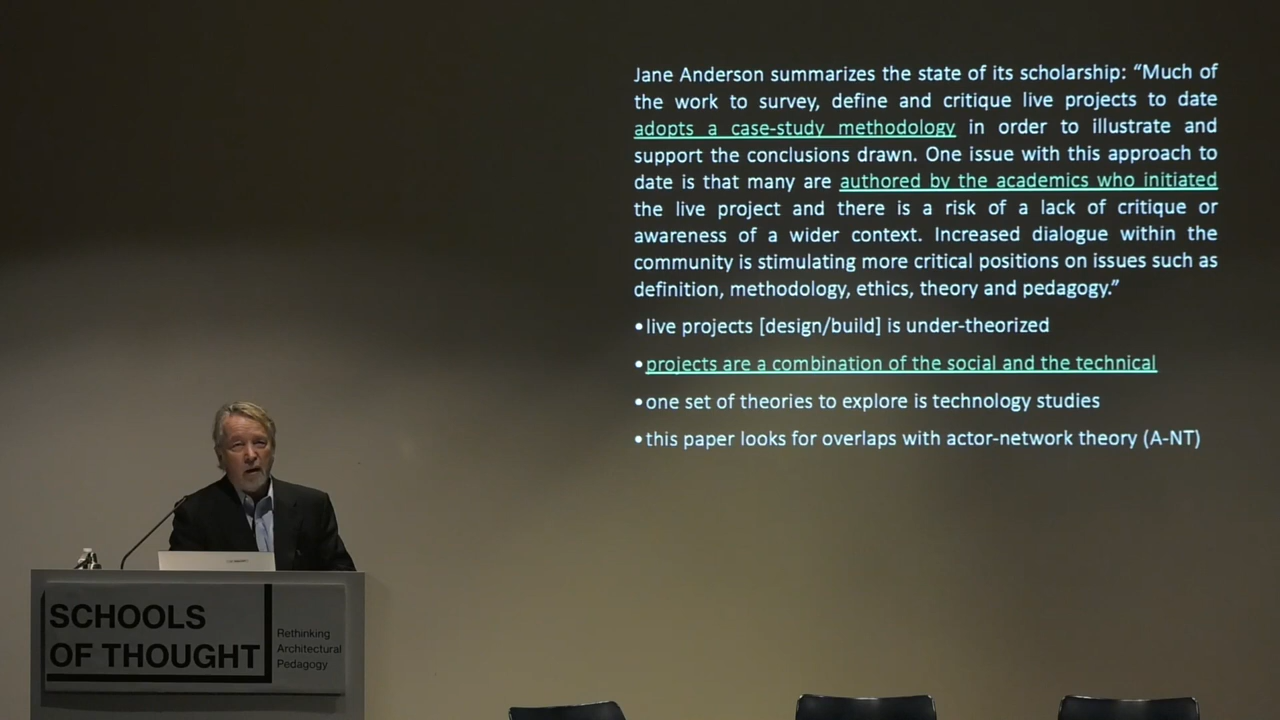 Jane Anderson summarizes the state of its scholarship: “Much of
the work to survey, define and critique live projects to date
adopts a case-study methodology in order to illustrate and
support the conclusions drawn. One issue with this approach to
date is that many are authored by the academics who initiated
the live project and there is a risk of a lack of critique or
awareness of a wider context. Increased dialogue within the
community is stimulating more critical positions on issues such as
definition, methodology, ethics, theory and pedagogy.”
•live projects [design/build] is under-theorized
•projects are a combination of the social and the technical
•one set of theories to explore is technology studies
•this paper looks for overlaps with actor-network theory (A-NT)
SCHOOLS
OF THOUGHT
Rethinking
Architectural
Pedagogy